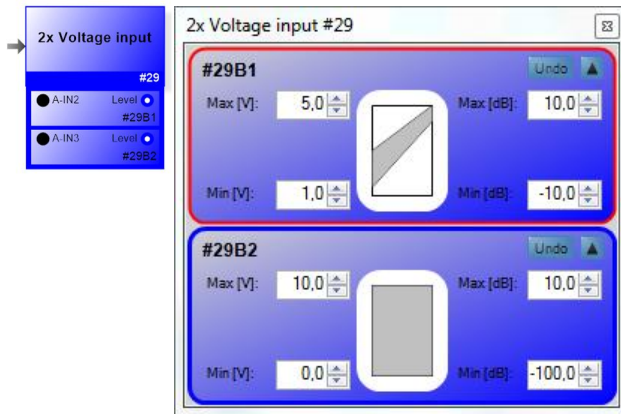 2x Voltage input
#29
A-IN2 Level
#29B1
A-IN3 Level
#29B2
2x Voltage input #29
#29B1 Undo
Max [V]: 5,0 Max [dB]: 10,0
Min [V]: 1,0 Min [dB]: -10,0
#29B2 Undo
Max [V]: 10,0 Max [dB]: 10,0
Min [V]: 0,0 Min [dB]: -100,0